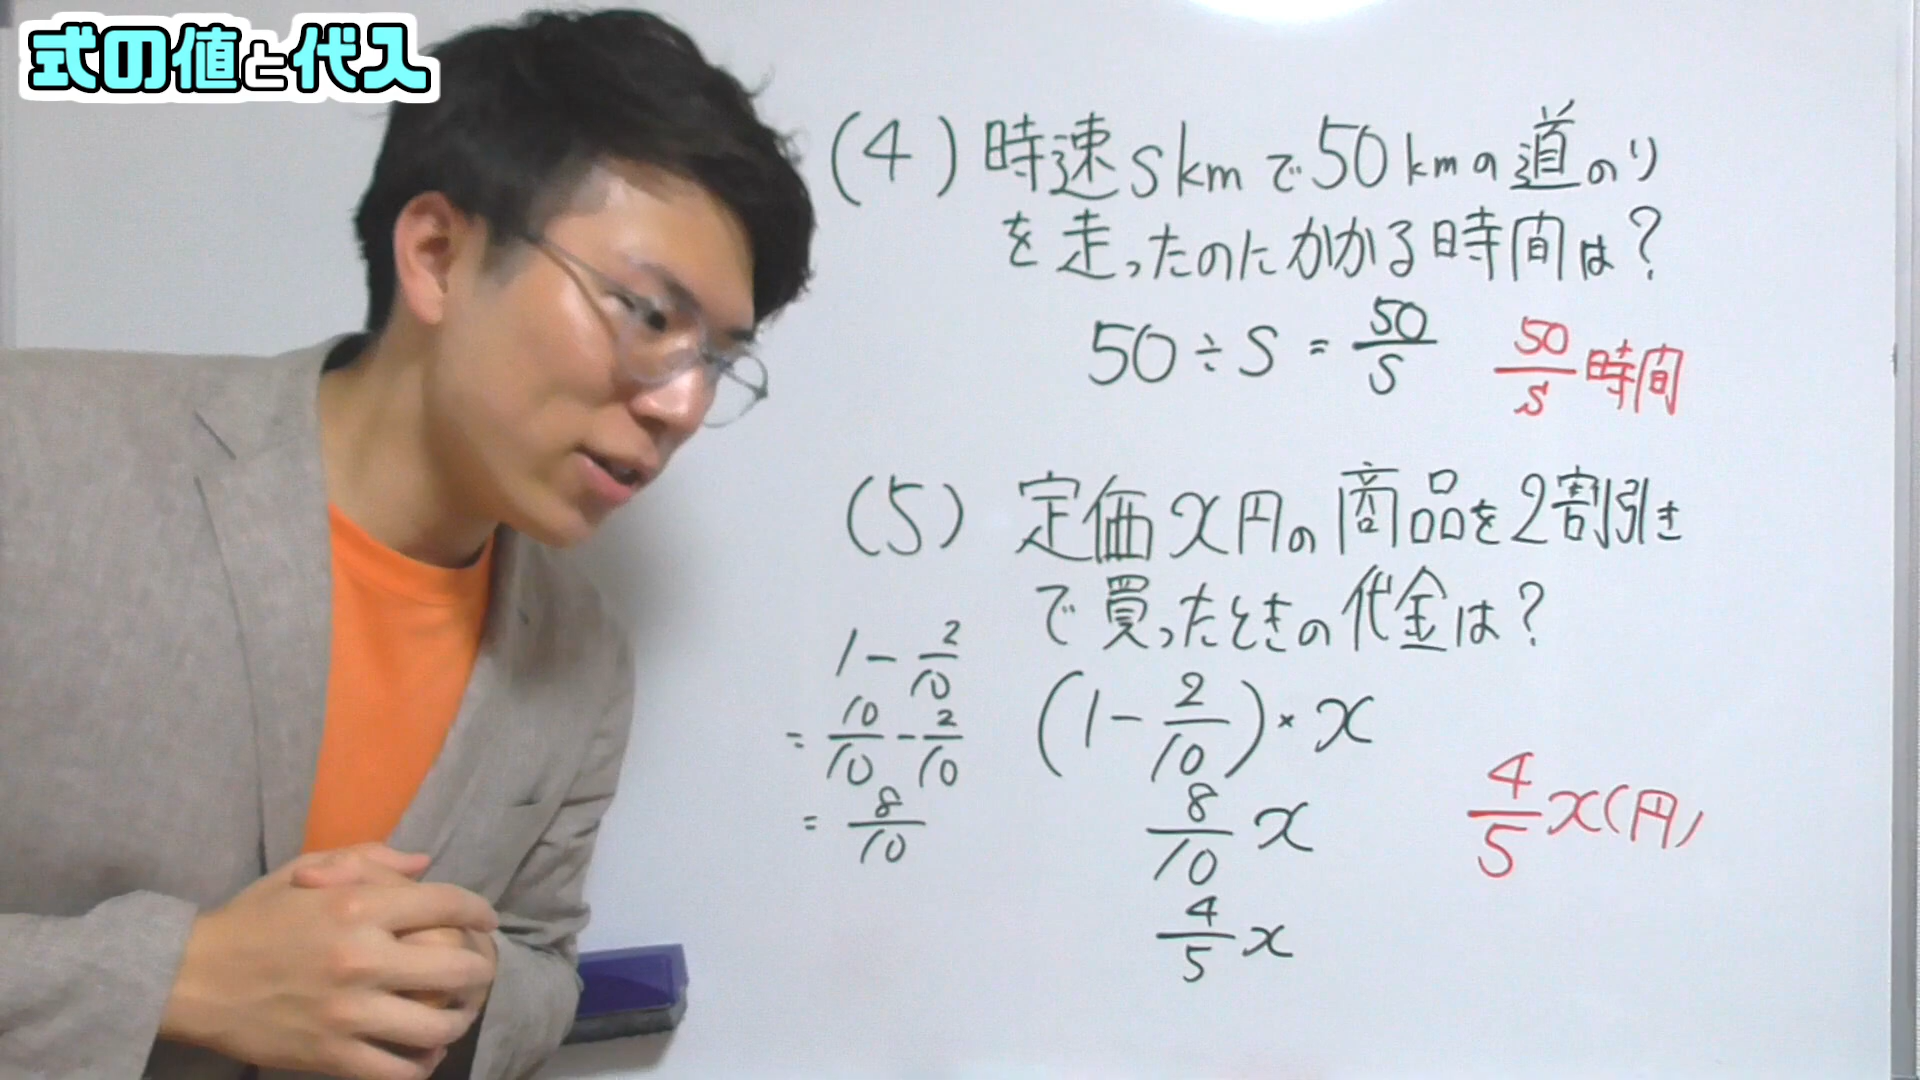 式の値と代入
(4) 時速 s km で 50 km の 道のり
を 走ったのに かかる 時間 は?
50 ÷ s = 50/s
50/s 時間
(5) 定価 x 円の 商品を 2割引き
で 買ったときの 代金は?
1 - 2/10
= 10/10 - 2/10
= 8/10
(1 - 2/10) × x
8/10 x
4/5 x
4/5 x (円)